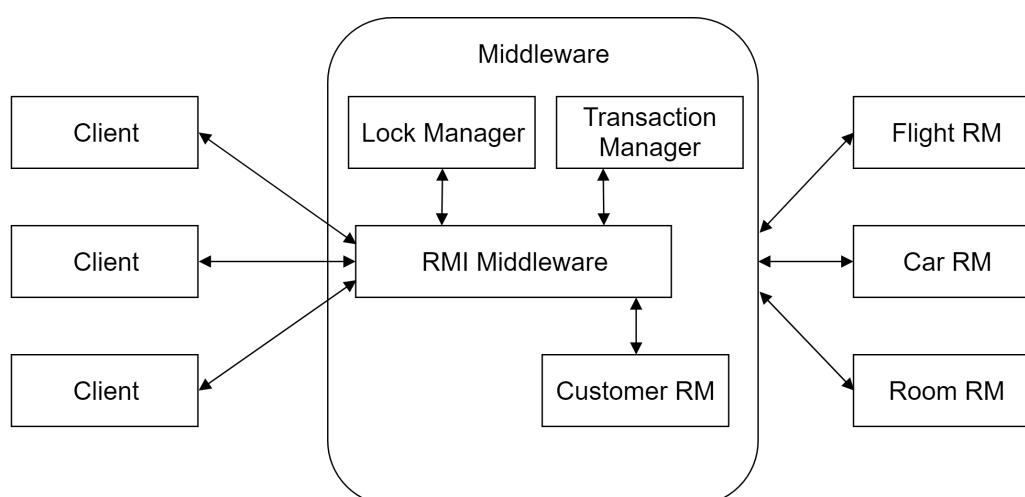 Middleware
Client
Lock Manager
Transaction
Manager
Flight RM
Client
RMI Middleware
Car RM
Client
Customer RM
Room RM